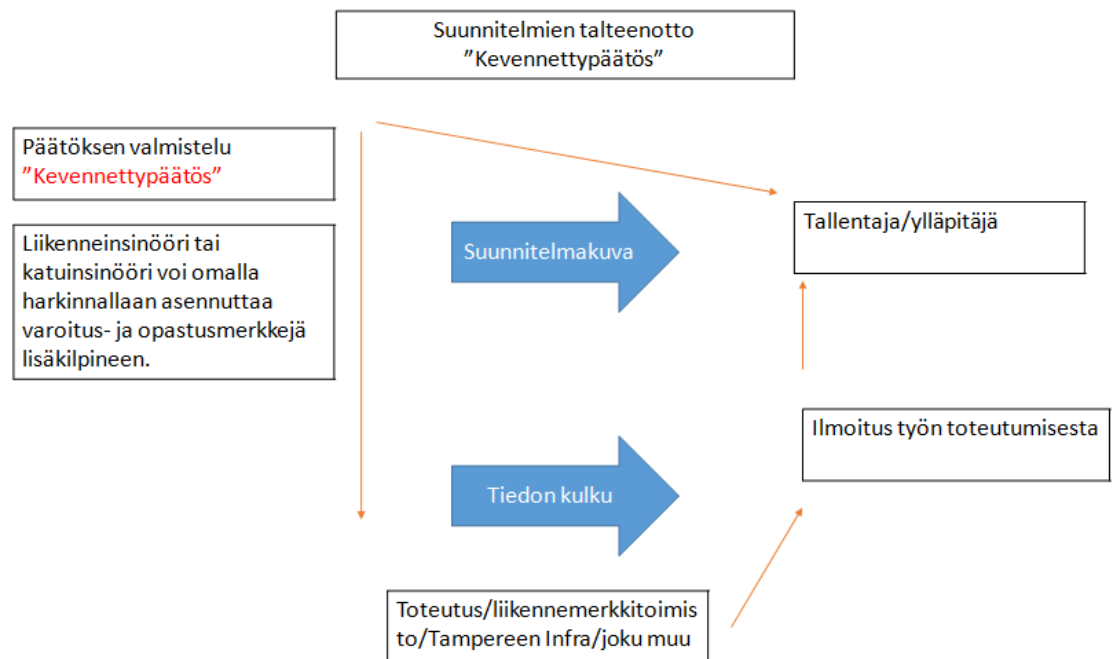 Suunnitelmien talteenotto
”Kevennettypäätös”
Päätöksen valmistelu
”Kevennettypäätös”
Liikenneinsinööri tai
katuinsinööri voi omalla
harkinnallaan asennuttaa
varoitus- ja opastusmerkkejä
lisäkilpineen.
Suunnitelmakuva
Tallentaja/ylläpitäjä
Ilmoitus työn toteutumisesta
Tiedon kulku
Toteutus/liikennemerkkitoimis
to/Tampereen Infra/joku muu